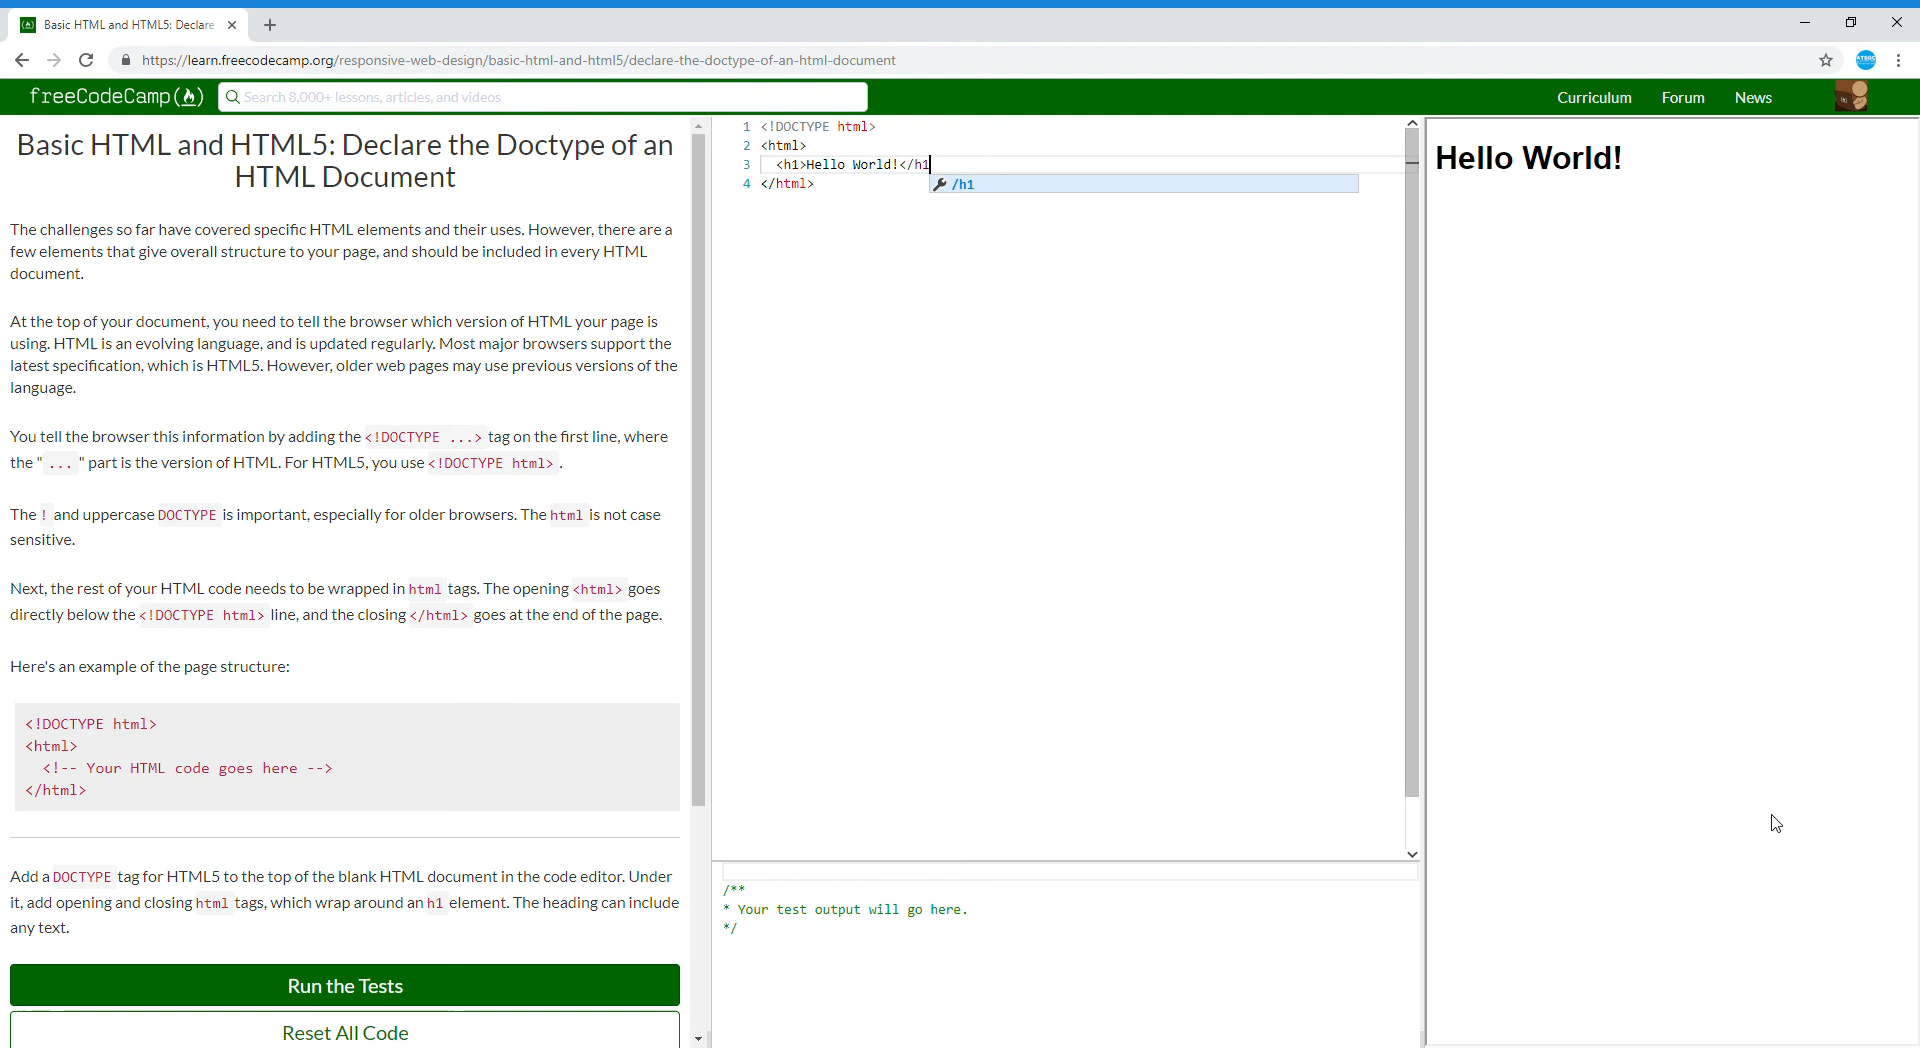 Basic HTML and HTML5: Declare
https://learn.freecodecamp.org/responsive-web-design/basic-html-and-html5/declare-the-doctype-of-an-html-document
freeCodeCamp
Search 8,000+ lessons, articles, and videos
Curriculum Forum News
Basic HTML and HTML5: Declare the Doctype of an
HTML Document
The challenges so far have covered specific HTML elements and their uses. However, there are a
few elements that give overall structure to your page, and should be included in every HTML
document.
At the top of your document, you need to tell the browser which version of HTML your page is
using. HTML is an evolving language, and is updated regularly. Most major browsers support the
latest specification, which is HTML5. However, older web pages may use previous versions of the
language.
You tell the browser this information by adding the <!DOCTYPE ...> tag on the first line, where
the "..." part is the version of HTML. For HTML5, you use <!DOCTYPE html>.
The ! and uppercase DOCTYPE is important, especially for older browsers. The html is not case
sensitive.
Next, the rest of your HTML code needs to be wrapped in html tags. The opening <html> goes
directly below the <!DOCTYPE html> line, and the closing </html> goes at the end of the page.
Here's an example of the page structure:
<!DOCTYPE html>
<html>
<!-- Your HTML code goes here -->
</html>
Add a DOCTYPE tag for HTML5 to the top of the blank HTML document in the code editor. Under
it, add opening and closing html tags, which wrap around an h1 element. The heading can include
any text.
Run the Tests
Reset All Code
1 <!DOCTYPE html>
2 <html>
3 <h1>Hello World!</h1
/h1
4 </html>
/**
* Your test output will go here.
*/
Hello World!